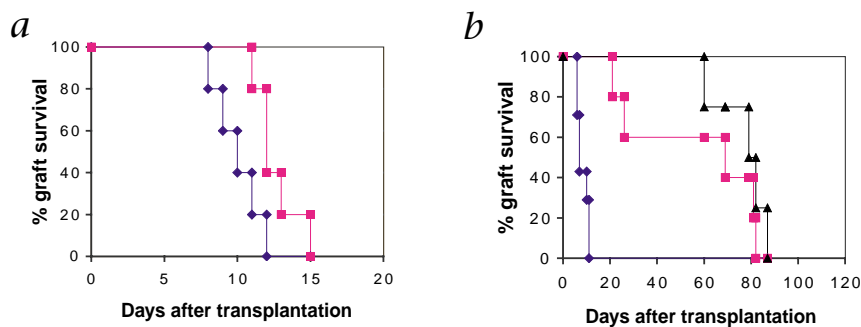 a
% graft survival
100
80
60
40
20
0
0 5 10 15 20
Days after transplantation
b
% graft survival
100
80
60
40
20
0
0 20 40 60 80 100 120
Days after transplantation